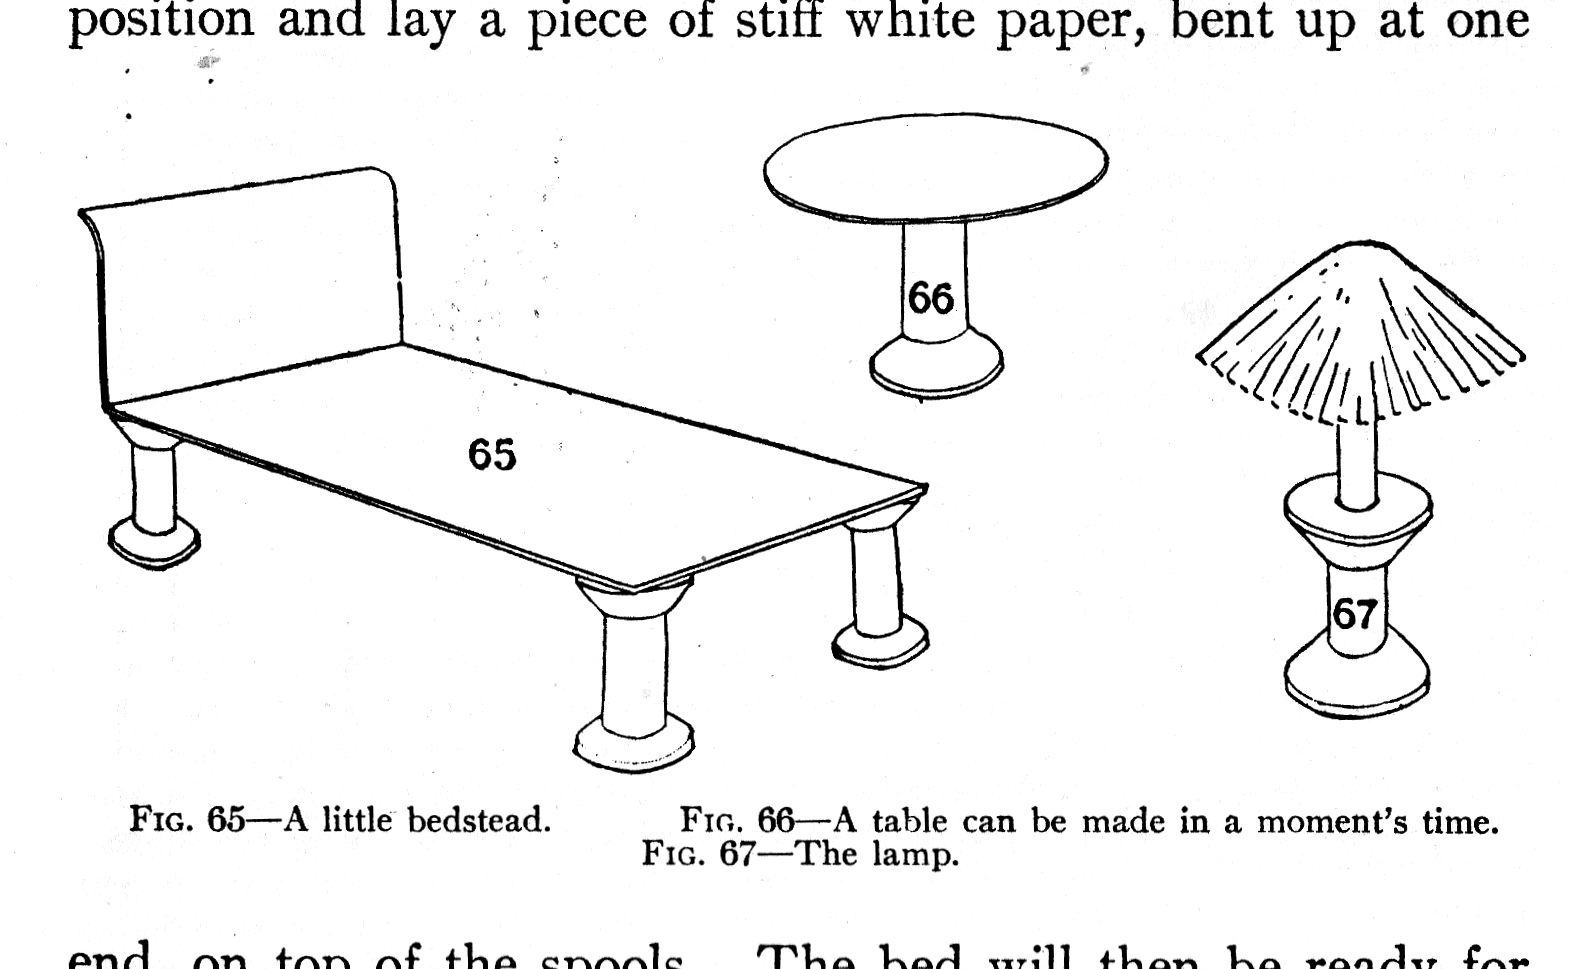 position and lay a piece of stiff white paper, bent up at one
66
65
67
FIG. 65—A little bedstead. FIG. 66—A table can be made in a moment's time.
FIG. 67—The lamp.
end, on top of the spools. The bed will then be ready for